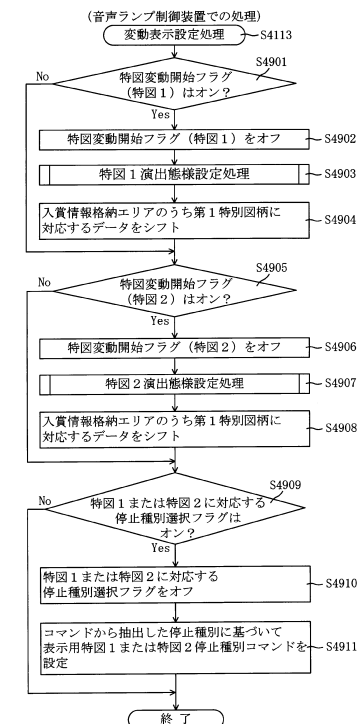 (音声ランプ制御装置での処理)
変動表示設定処理
S4113
S4901
No
特図変動開始フラグ
(特図1)はオン?
Yes
特図変動開始フラグ(特図1)をオフ
S4902
特図1演出態様設定処理
S4903
入賞情報格納エリアのうち第1特別図柄に
対応するデータをシフト
S4904
S4905
No
特図変動開始フラグ
(特図2)はオン?
Yes
特図変動開始フラグ(特図2)をオフ
S4906
特図2演出態様設定処理
S4907
入賞情報格納エリアのうち第1特別図柄に
対応するデータをシフト
S4908
S4909
No
特図1または特図2に対応する
停止種別選択フラグは
オン?
Yes
特図1または特図2に対応する
停止種別選択フラグをオフ
S4910
コマンドから抽出した停止種別に基づいて
表示用特図1または特図2停止種別コマンドを
設定
S4911
終了